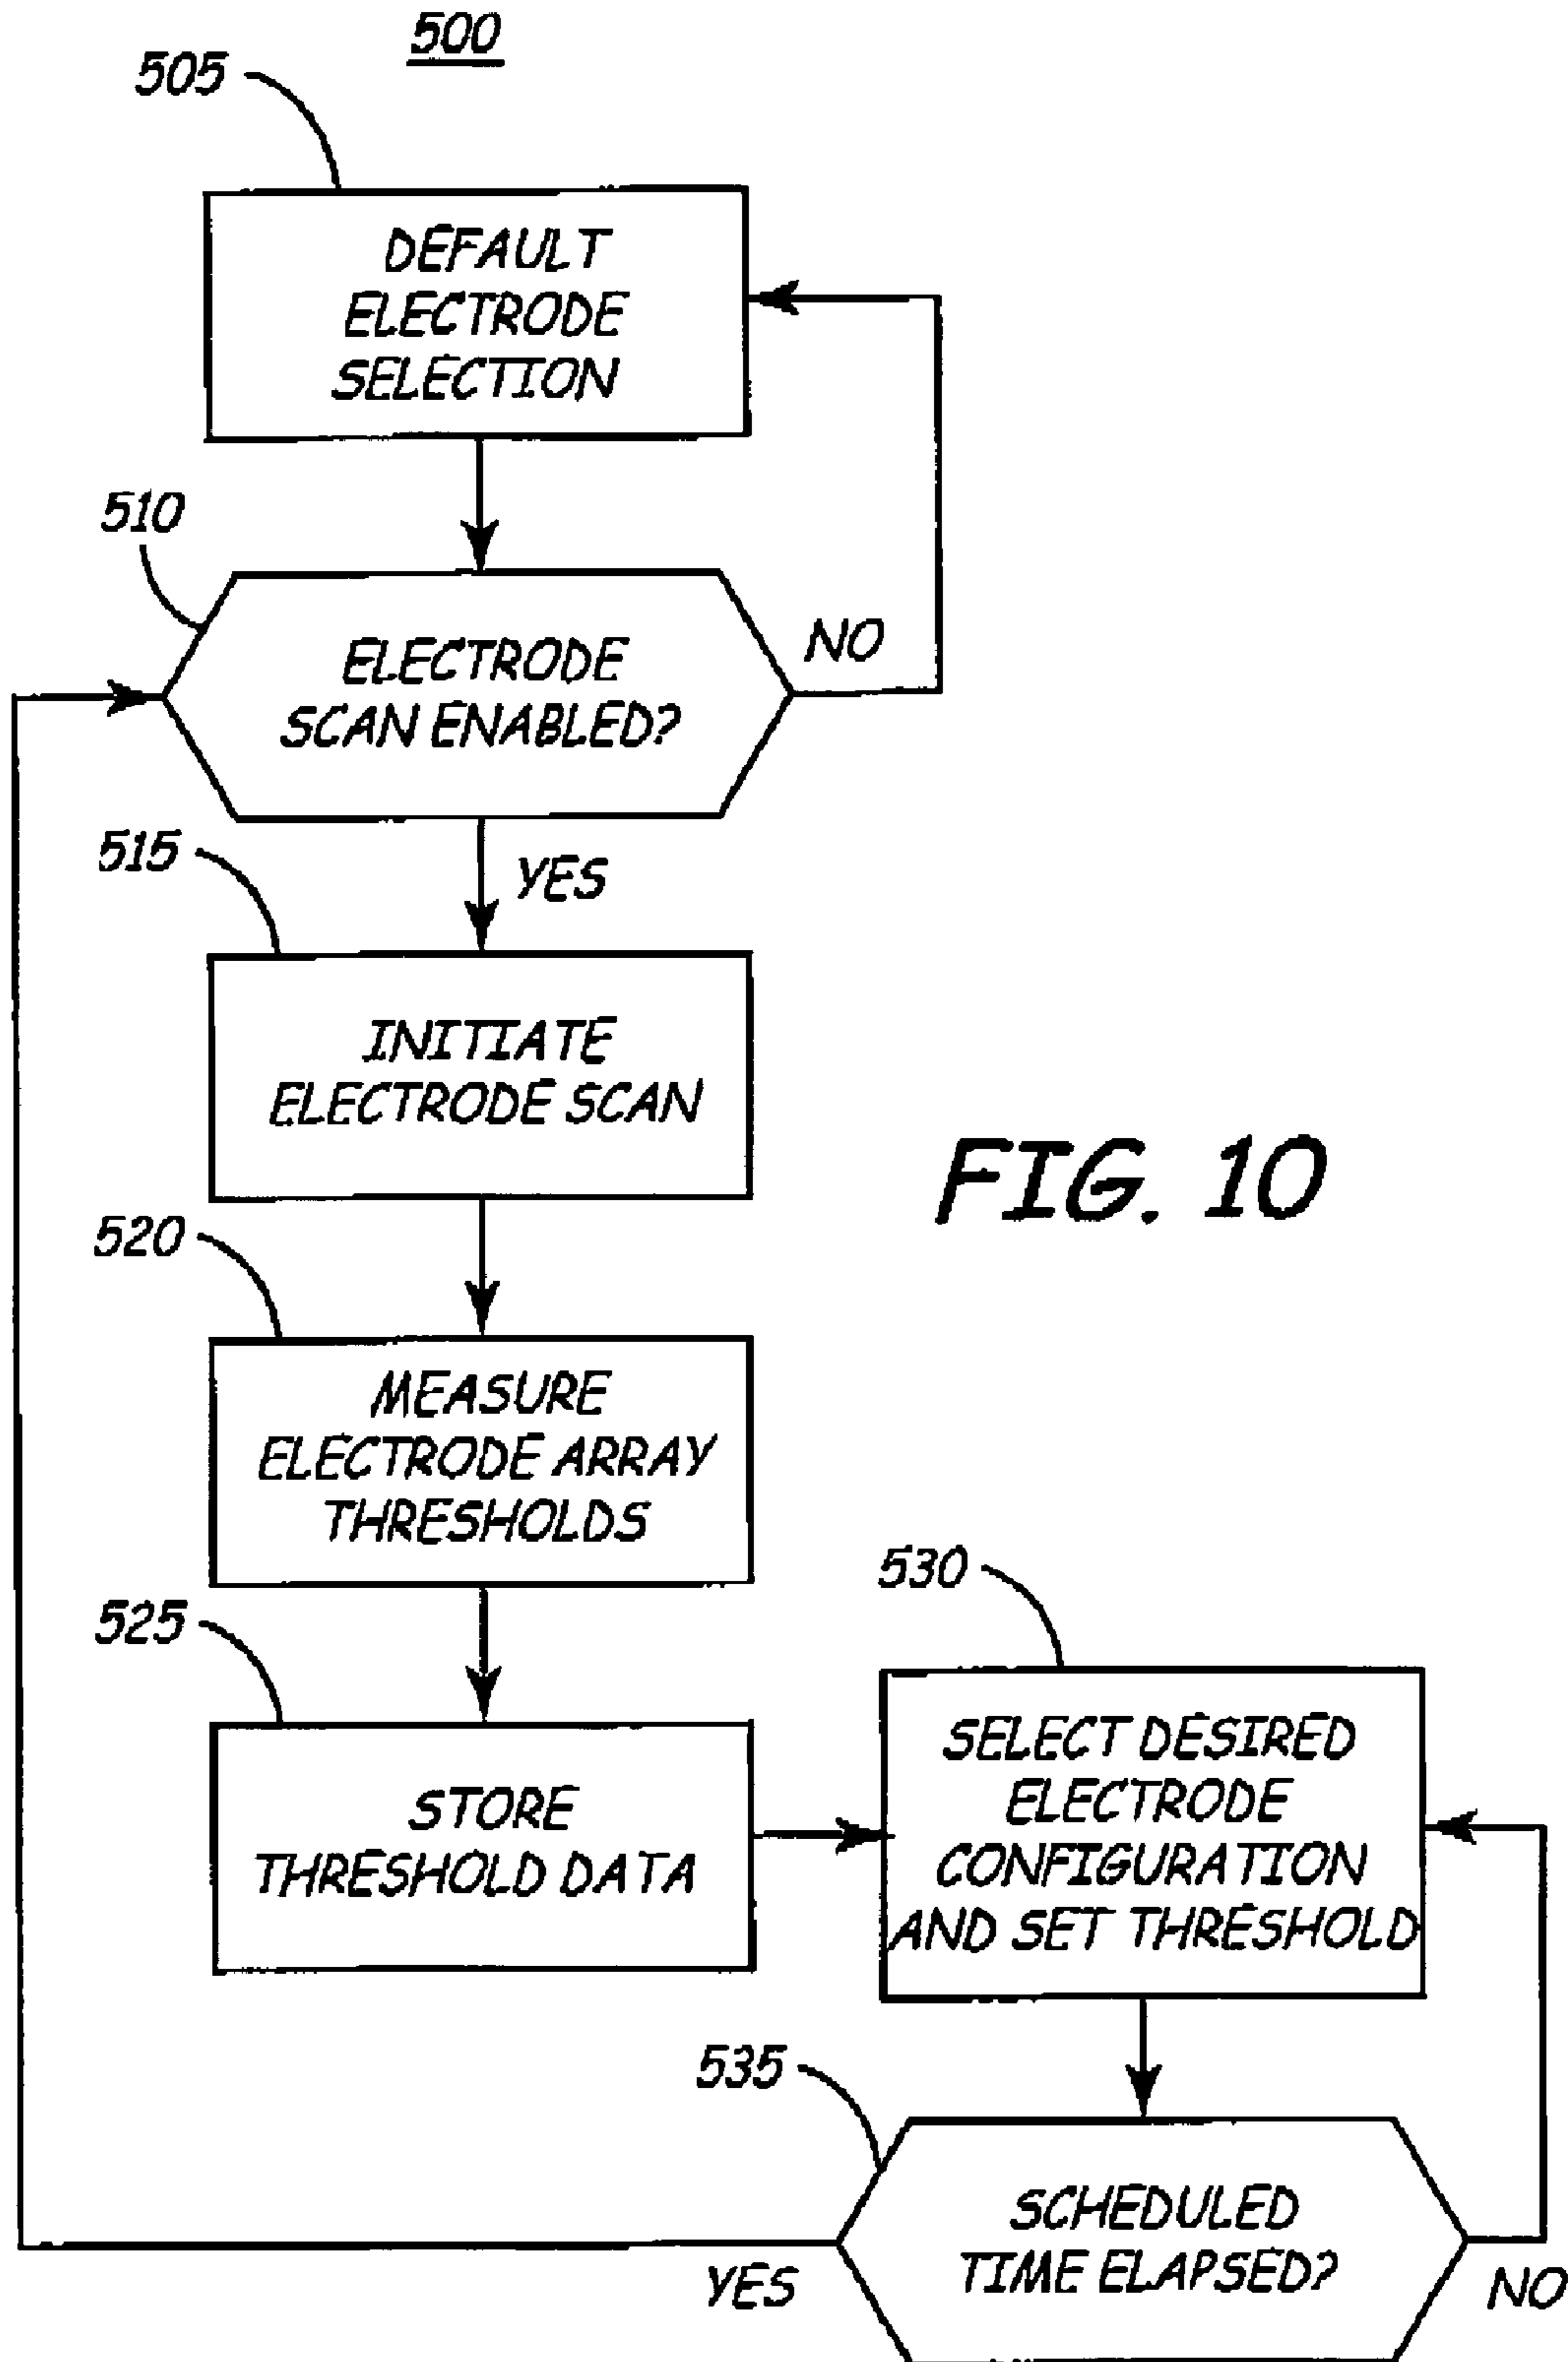 500
505
DEFAULT
ELECTRODE
SELECTION
510
ELECTRODE
SCAN ENABLED?
NO
YES
515
INITIATE
ELECTRODE SCAN
FIG. 10
520
MEASURE
ELECTRODE ARRAY
THRESHOLDS
525
STORE
THRESHOLD DATA
530
SELECT DESIRED
ELECTRODE
CONFIGURATION
AND SET THRESHOLD
535
SCHEDULED
TIME ELAPSED?
YES
NO